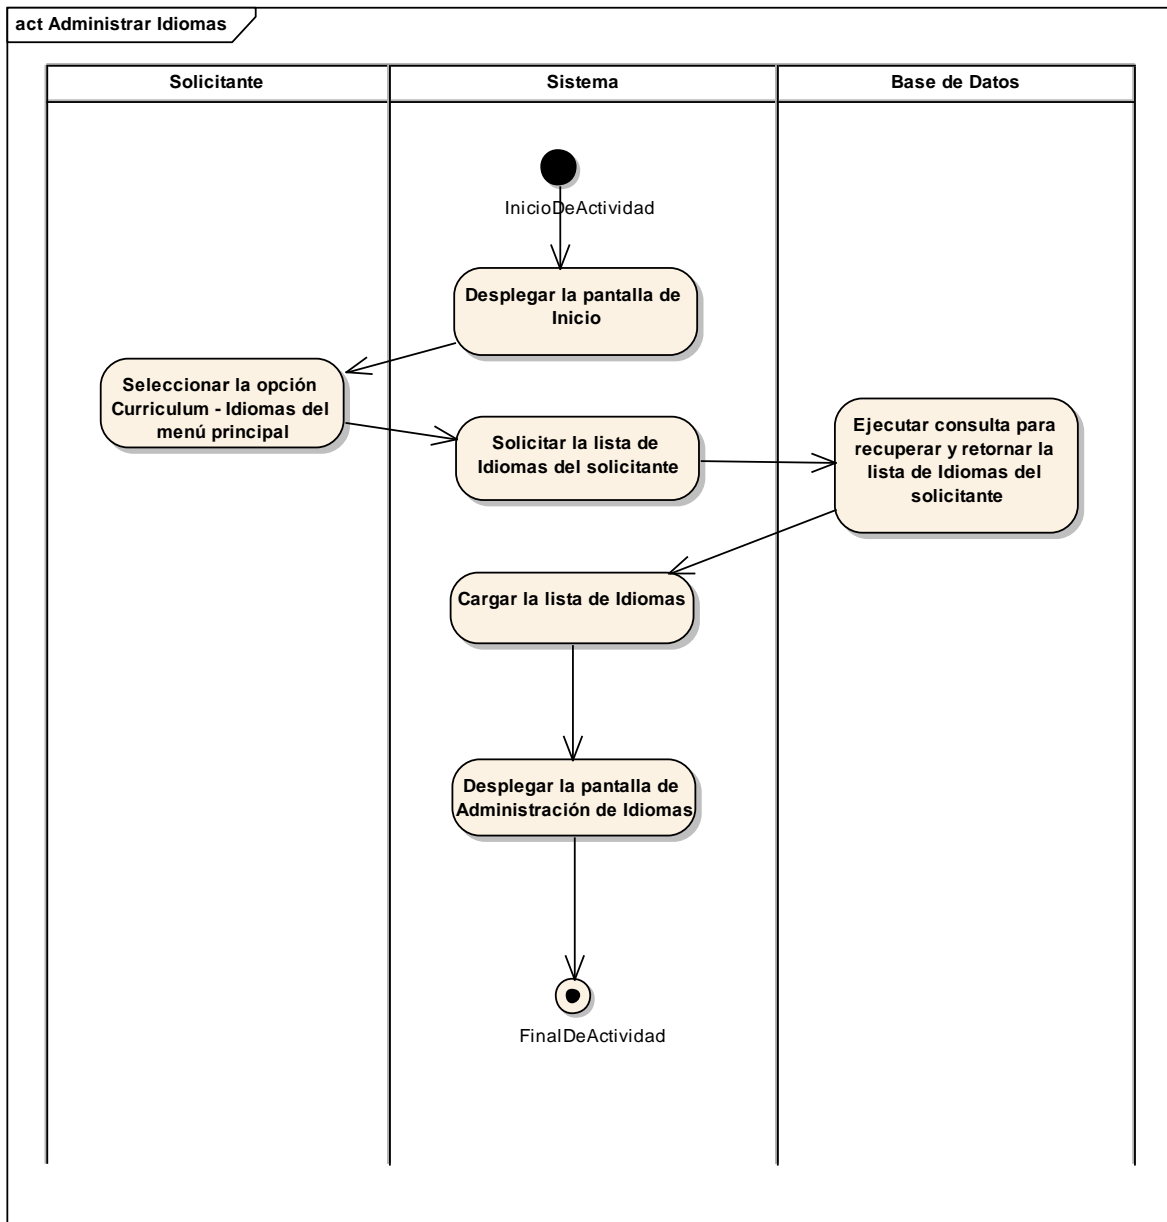 act Administrar Idiomas
Solicitante
Sistema
Base de Datos
InicioDeActividad
Desplegar la pantalla de
Inicio
Seleccionar la opción
Curriculum - Idiomas del
menú principal
Solicitar la lista de
Idiomas del solicitante
Ejecutar consulta para
recuperar y retornar la
lista de Idiomas del
solicitante
Cargar la lista de Idiomas
Desplegar la pantalla de
Administración de Idiomas
FinalDeActividad